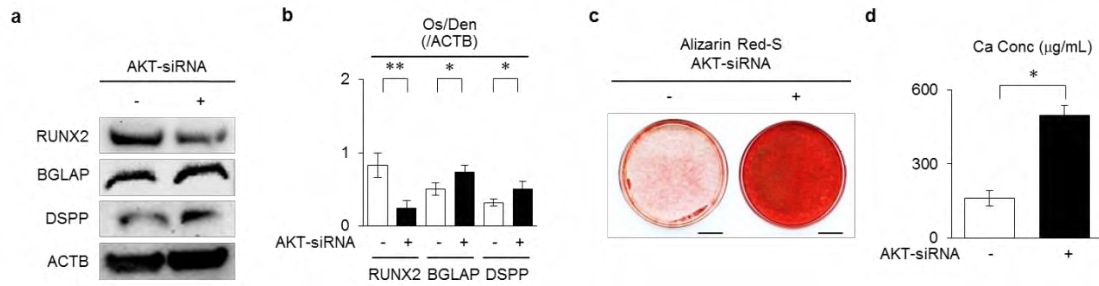 a
AKT-siRNA
- +
RUNX2
BGLAP
DSPP
ACTB
b
Os/Den
(/ACTB)
** * *
2
1
0
- + - + - +
AKT-siRNA
RUNX2 BGLAP DSPP
c
Alizarin Red-S
AKT-siRNA
- +
d
Ca Conc (μg/mL)
*
600
300
0
AKT-siRNA - +